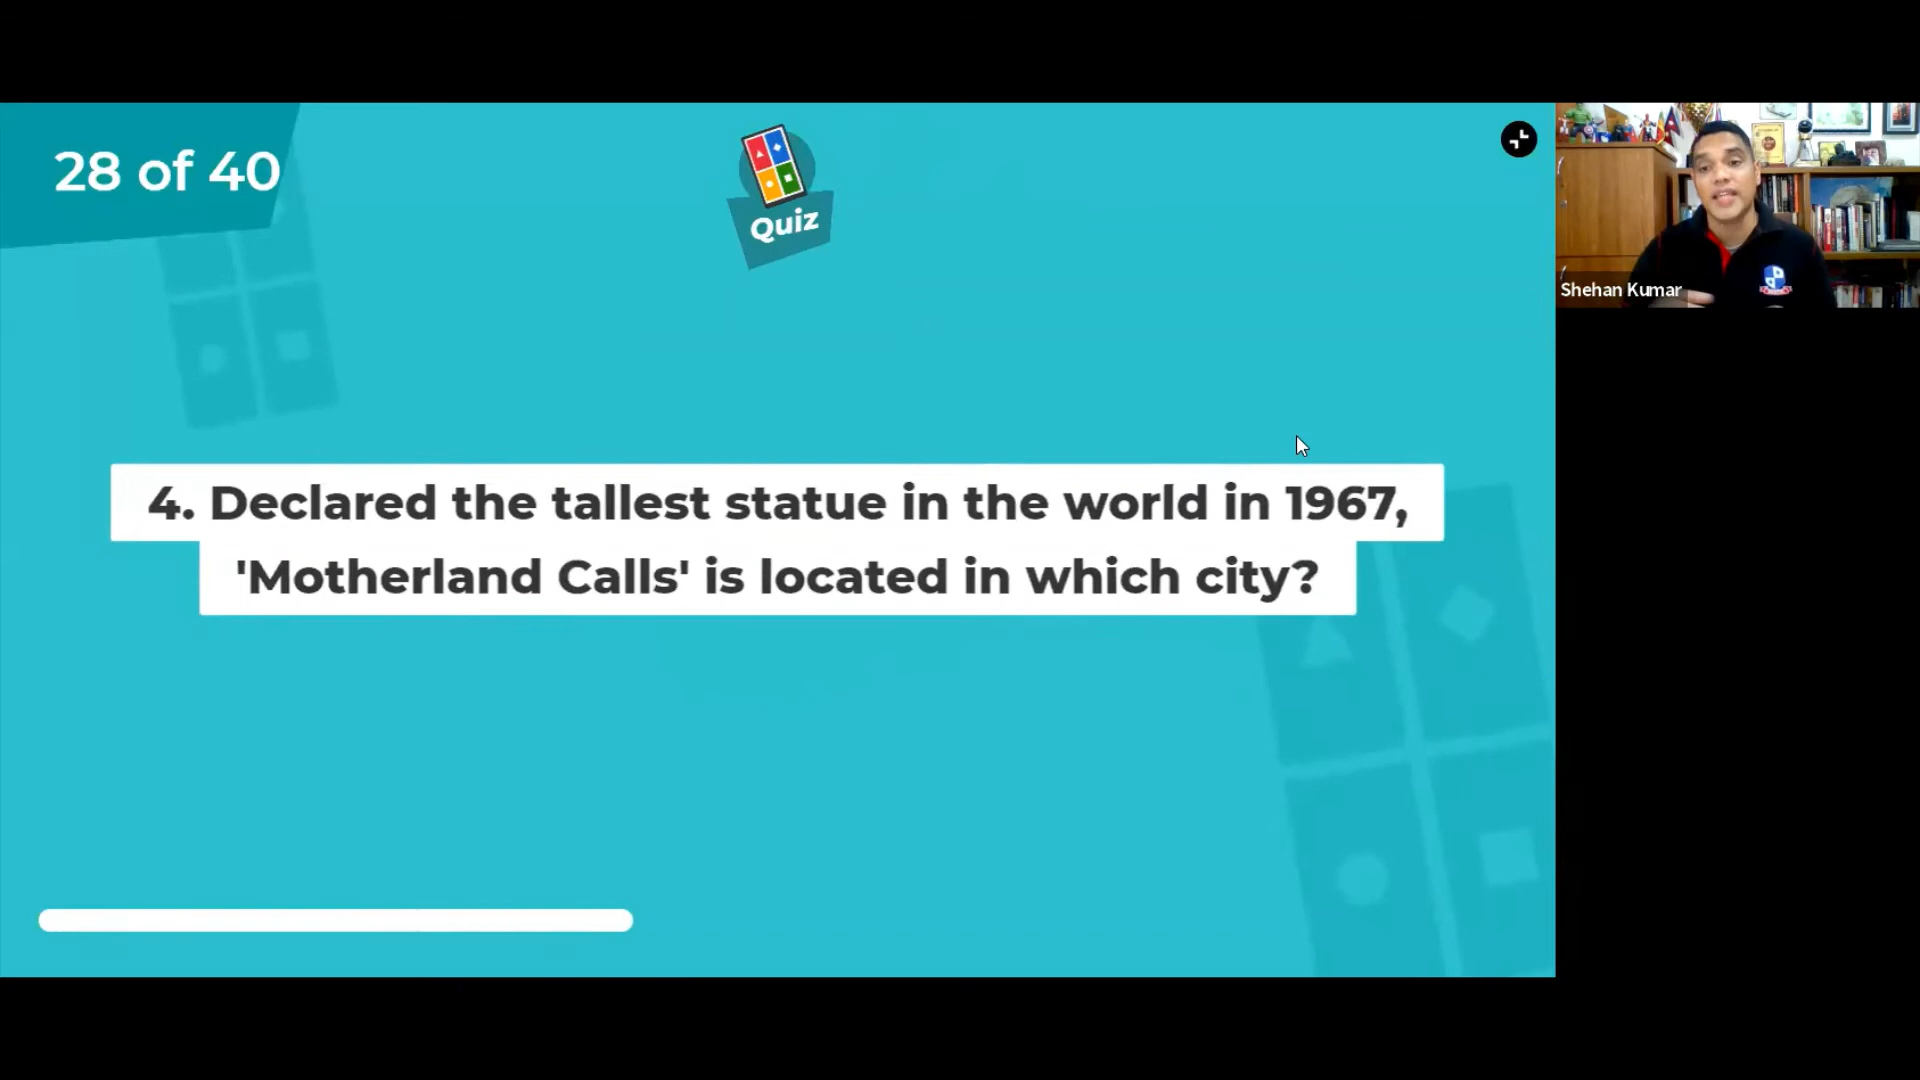 28 of 40
Quiz
4. Declared the tallest statue in the world in 1967,
'Motherland Calls' is located in which city?
Shehan Kumar